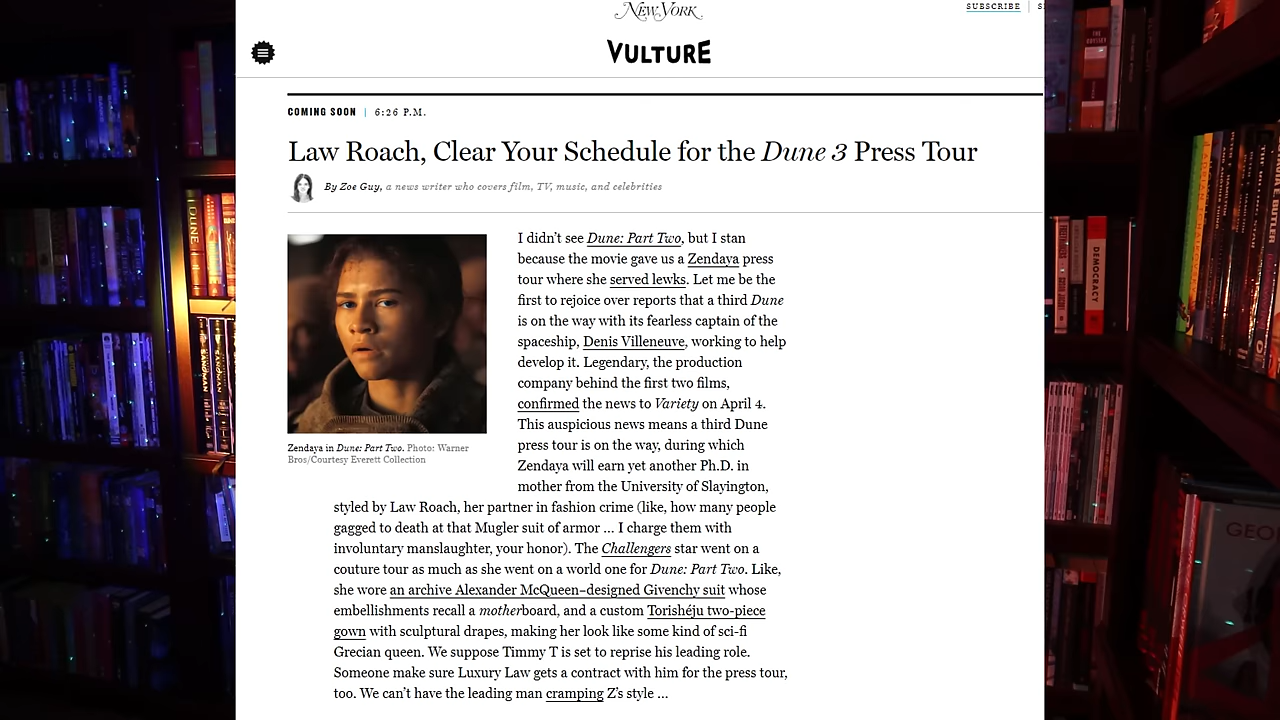 NEW YORK
SUBSCRIBE
VULTURE
COMING SOON | 6:26 P.M.
Law Roach, Clear Your Schedule for the Dune 3 Press Tour
By Zoe Guy, a news writer who covers film, TV, music, and celebrities
I didn’t see Dune: Part Two, but I stan
because the movie gave us a Zendaya press
tour where she served lewks. Let me be the
first to rejoice over reports that a third Dune
is on the way with its fearless captain of the
spaceship, Denis Villeneuve, working to help
develop it. Legendary, the production
company behind the first two films,
confirmed the news to Variety on April 4.
This auspicious news means a third Dune
press tour is on the way, during which
Zendaya will earn yet another Ph.D. in
mother from the University of Slayington,
styled by Law Roach, her partner in fashion crime (like, how many people
gagged to death at that Mugler suit of armor ... I charge them with
involuntary manslaughter, your honor). The Challengers star went on a
couture tour as much as she went on a world one for Dune: Part Two. Like,
she wore an archive Alexander McQueen–designed Givenchy suit whose
embellishments recall a motherboard, and a custom Torishéju two-piece
gown with sculptural drapes, making her look like some kind of sci-fi
Grecian queen. We suppose Timmy T is set to reprise his leading role.
Someone make sure Luxury Law gets a contract with him for the press tour,
too. We can’t have the leading man cramping Z’s style ...
Zendaya in Dune: Part Two. Photo: Warner
Bros/Courtesy Everett Collection
DUNE
SANDMAN
SANDMAN
THE ODYSSEY
DEMOCRACY
BUTLER
GEO